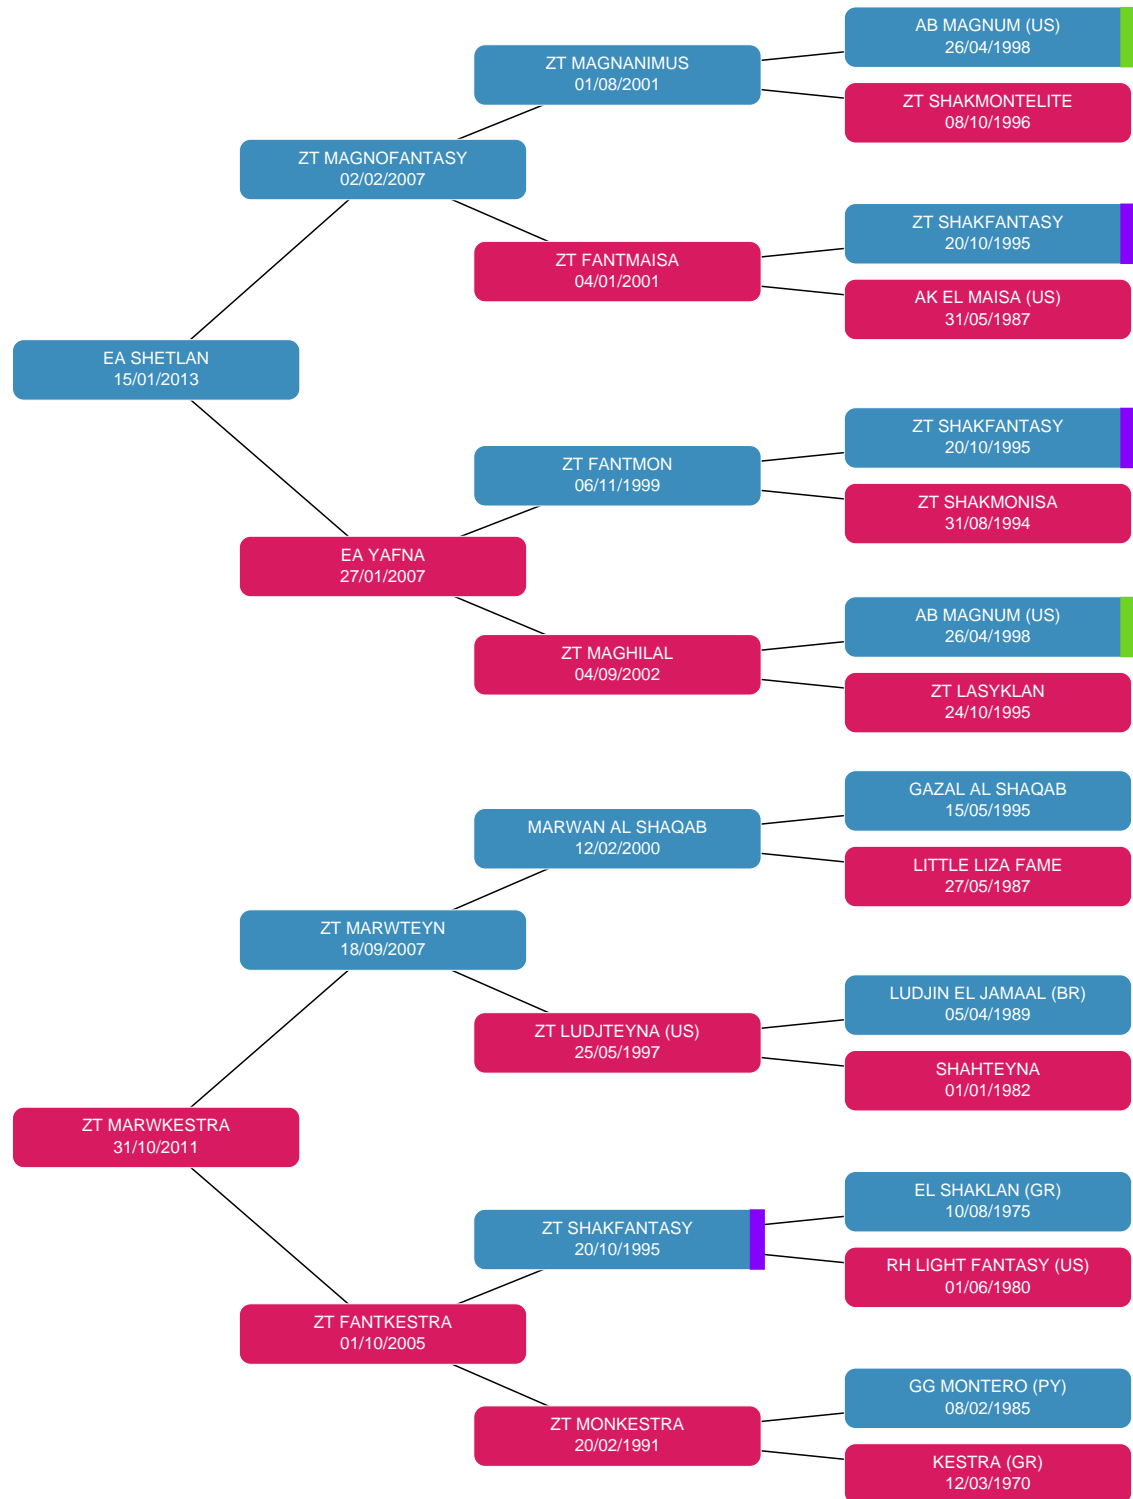 AB MAGNUM (US)
26/04/1998
ZT MAGNANIMUS
01/08/2001
ZT SHAKMONTELITE
08/10/1996
ZT MAGNOFANTASY
02/02/2007
ZT SHAKFANTASY
20/10/1995
ZT FANTMAISA
04/01/2001
AK EL MAISA (US)
31/05/1987
EA SHETLAN
15/01/2013
ZT SHAKFANTASY
20/10/1995
ZT FANTMON
06/11/1999
ZT SHAKMONISA
31/08/1994
EA YAFNA
27/01/2007
AB MAGNUM (US)
26/04/1998
ZT MAGHILAL
04/09/2002
ZT LASYKLAN
24/10/1995
GAZAL AL SHAQAB
15/05/1995
MARWAN AL SHAQAB
12/02/2000
LITTLE LIZA FAME
27/05/1987
ZT MARWTEYN
18/09/2007
LUDJIN EL JAMAAL (BR)
05/04/1989
ZT LUDJTEYNA (US)
25/05/1997
SHAHTEYNA
01/01/1982
ZT MARWKESTRA
31/10/2011
EL SHAKLAN (GR)
10/08/1975
ZT SHAKFANTASY
20/10/1995
RH LIGHT FANTASY (US)
01/06/1980
ZT FANTKESTRA
01/10/2005
GG MONTERO (PY)
08/02/1985
ZT MONKESTRA
20/02/1991
KESTRA (GR)
12/03/1970